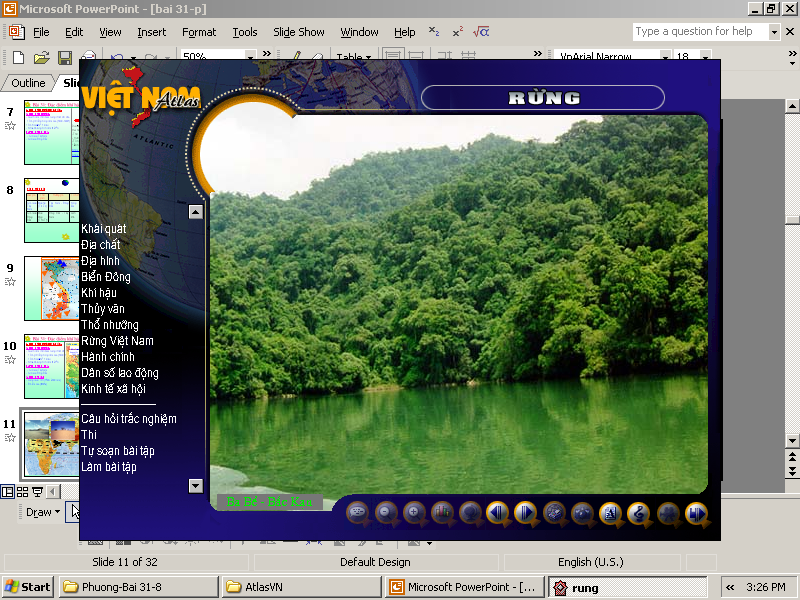 Microsoft PowerPoint - [bai 31-p]
File Edit View Insert Format Tools Slide Show Window Help
Type a question for help
50%
Table
VnArial Narrow
18
Outline
7
8
9
10
11
VIỆT NAM
Atlas
RỪNG
ATLANTIC
Khái quát
Địa chất
Địa hình
Biển Đông
Khí hậu
Thủy văn
Thổ nhưỡng
Rừng Việt Nam
Hành chính
Dân số lao động
Kinh tế xã hội
Câu hỏi trắc nghiệm
Thi
Tự soạn bài tập
Làm bài tập
Draw
Slide 11 of 32
Default Design
English (U.S.)
Start
Phuong-Bai 31-8
AtlasVN
Microsoft PowerPoint - [...
rung
3:26 PM